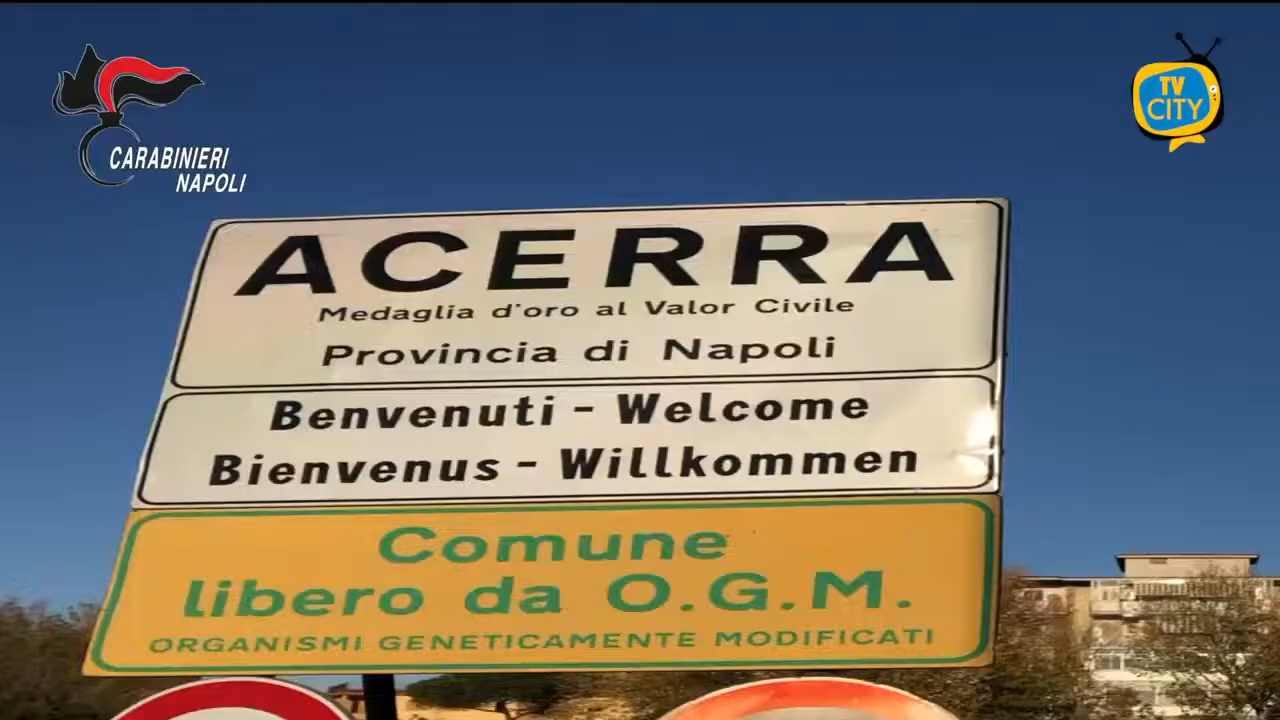 CARABINIERI
NAPOLI
TV
CITY
ACERRA
Medaglia d'oro al Valor Civile
Provincia di Napoli
Benvenuti - Welcome
Bienvenus - Willkommen
Comune
libero da O.G.M.
ORGANISMI GENETICAMENTE MODIFICATI